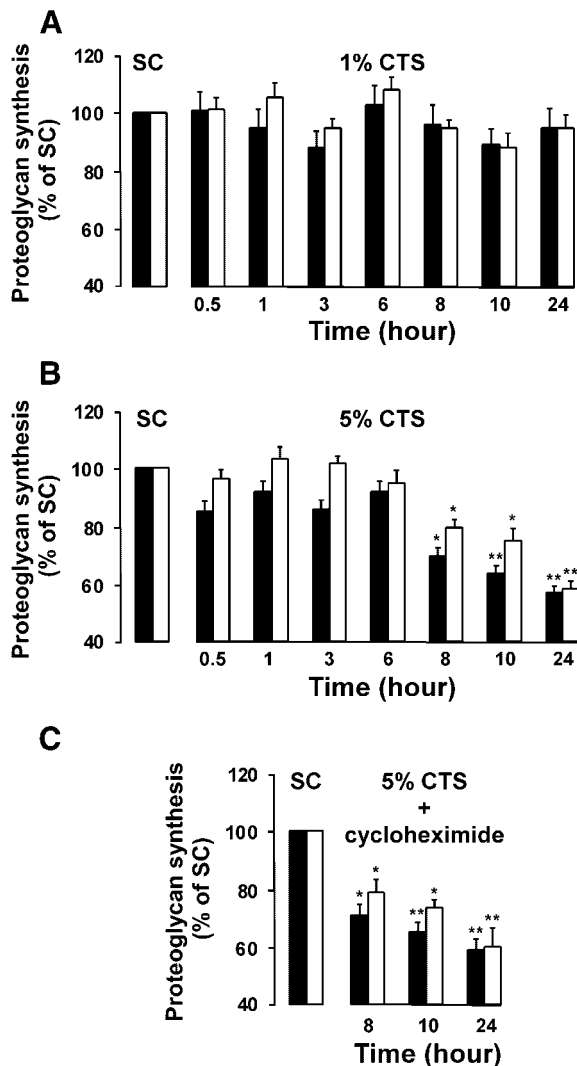 A
Proteoglycan synthesis
(% of SC)
120
100
80
60
40
SC
1% CTS
0.5 1 3 6 8 10 24
Time (hour)
B
Proteoglycan synthesis
(% of SC)
120
100
80
60
40
SC
5% CTS
* * ** * ** **
0.5 1 3 6 8 10 24
Time (hour)
C
Proteoglycan synthesis
(% of SC)
120
100
80
60
40
SC
5% CTS
+
cycloheximide
* * ** * ** **
8 10 24
Time (hour)